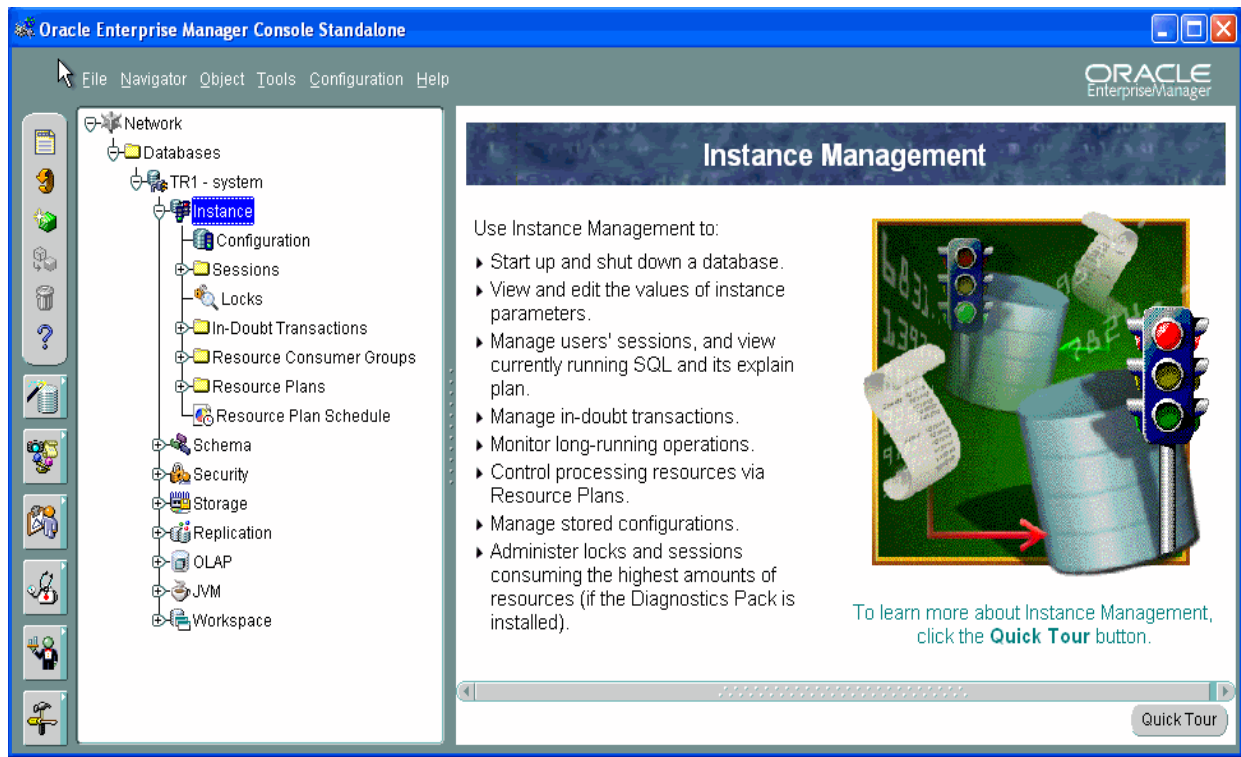 Oracle Enterprise Manager Console Standalone
File Navigator Object Tools Configuration Help
ORACLE
EnterpriseManager
Network
Databases
TR1 - system
Instance
Configuration
Sessions
Locks
In-Doubt Transactions
Resource Consumer Groups
Resource Plans
Resource Plan Schedule
Schema
Security
Storage
Replication
OLAP
JVM
Workspace
Instance Management
Use Instance Management to:
Start up and shut down a database.
View and edit the values of instance
parameters.
Manage users' sessions, and view
currently running SQL and its explain
plan.
Manage in-doubt transactions.
Monitor long-running operations.
Control processing resources via
Resource Plans.
Manage stored configurations.
Administer locks and sessions
consuming the highest amounts of
resources (if the Diagnostics Pack is
installed).
To learn more about Instance Management,
click the Quick Tour button.
Quick Tour